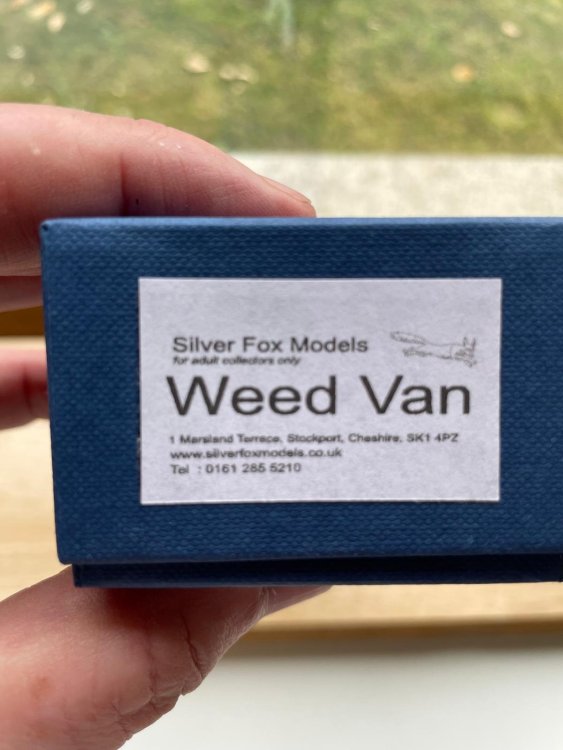 Silver Fox Models
for adult collectors only
Weed Van
1 Marsland Terrace, Stockport, Cheshire, SK1 4PZ
www.silverfoxmodels.co.uk
Tel : 0161 285 5210